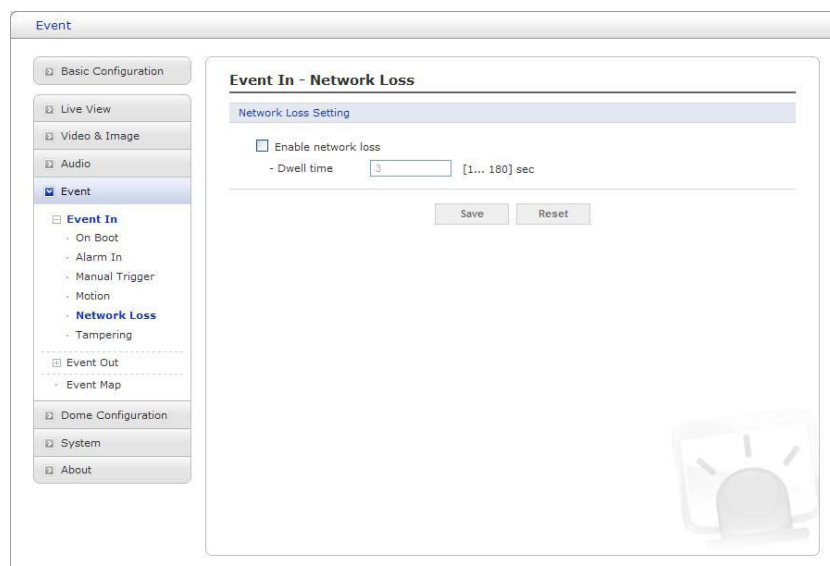 Event
Basic Configuration
Live View
Video & Image
Audio
Event
Event In
On Boot
Alarm In
Manual Trigger
Motion
Network Loss
Tampering
Event Out
Event Map
Dome Configuration
System
About
Event In - Network Loss
Network Loss Setting
Enable network loss
- Dwell time 3 [1... 180] sec
Save Reset